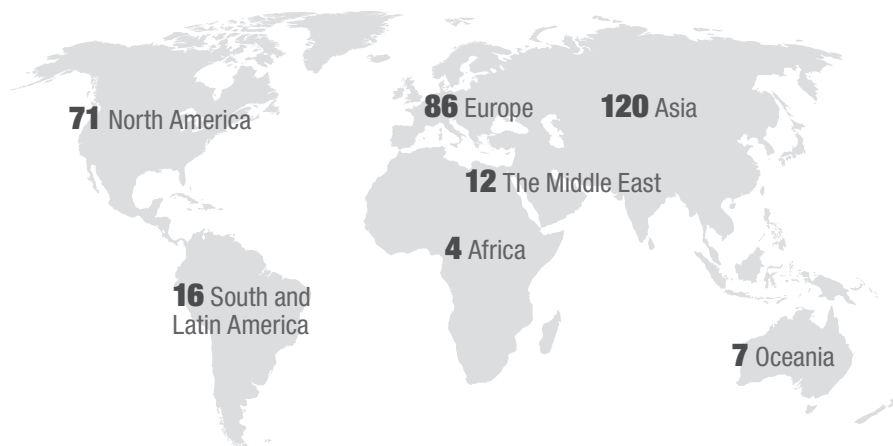 71 North America
86 Europe
120 Asia
12 The Middle East
4 Africa
16 South and
Latin America
7 Oceania